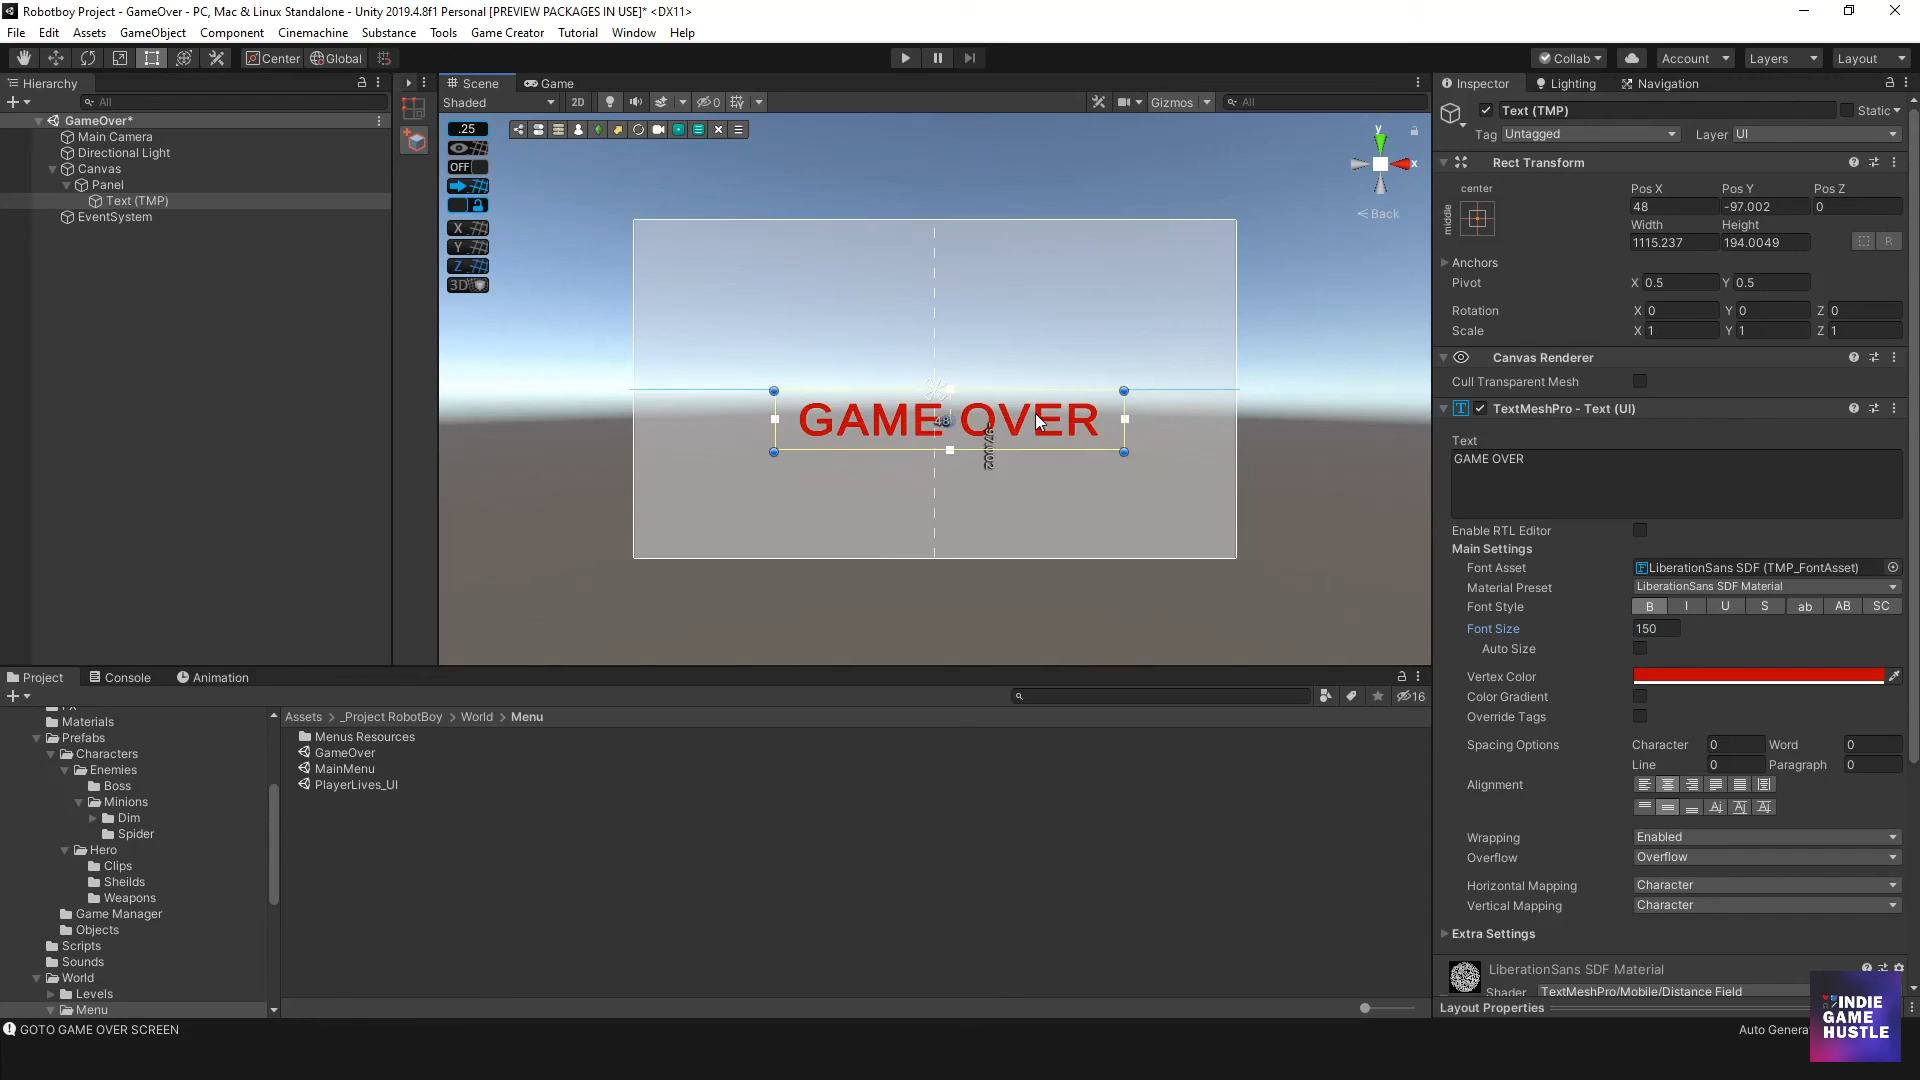 Robotboy Project - GameOver - PC, Mac & Linux Standalone - Unity 2019.4.8f1 Personal [PREVIEW PACKAGES IN USE]* <DX11>
File Edit Assets GameObject Component Cinemachine Substance Tools Game Creator Tutorial Window Help
Center Global Collab Account Layers Layout
Hierarchy
All
GameOver*
Main Camera
Directional Light
Canvas
Panel
Text (TMP)
EventSystem
Scene Game
Shaded 2D 0 Gizmos All
.25
OFF
X
Y
Z
3D
y
x
Back
GAME OVER
48
-97.002
Inspector Lighting Navigation
Text (TMP) Static
Tag Untagged Layer UI
Rect Transform
center
middle
Pos X Pos Y Pos Z
48 -97.002 0
Width Height
1115.237 194.0049
R
Anchors
Pivot X 0.5 Y 0.5
Rotation X 0 Y 0 Z 0
Scale X 1 Y 1 Z 1
Canvas Renderer
Cull Transparent Mesh
TextMeshPro - Text (UI)
Text
GAME OVER
Enable RTL Editor
Main Settings
Font Asset LiberationSans SDF (TMP_FontAsset)
Material Preset LiberationSans SDF Material
Font Style B I U S ab AB SC
Font Size 150
Auto Size
Vertex Color
Color Gradient
Override Tags
Spacing Options Character 0 Word 0
Line 0 Paragraph 0
Alignment
Wrapping Enabled
Overflow Overflow
Horizontal Mapping Character
Vertical Mapping Character
Extra Settings
LiberationSans SDF Material
Shader TextMeshPro/Mobile/Distance Field
Layout Properties
Project Console Animation
16
Materials
Prefabs
Characters
Enemies
Boss
Minions
Dim
Spider
Hero
Clips
Sheilds
Weapons
Game Manager
Objects
Scripts
Sounds
World
Levels
Menu
Assets > _Project RobotBoy > World > Menu
Menus Resources
GameOver
MainMenu
PlayerLives_UI
GOTO GAME OVER SCREEN
Auto Genera
INDIE
GAME
HUSTLE